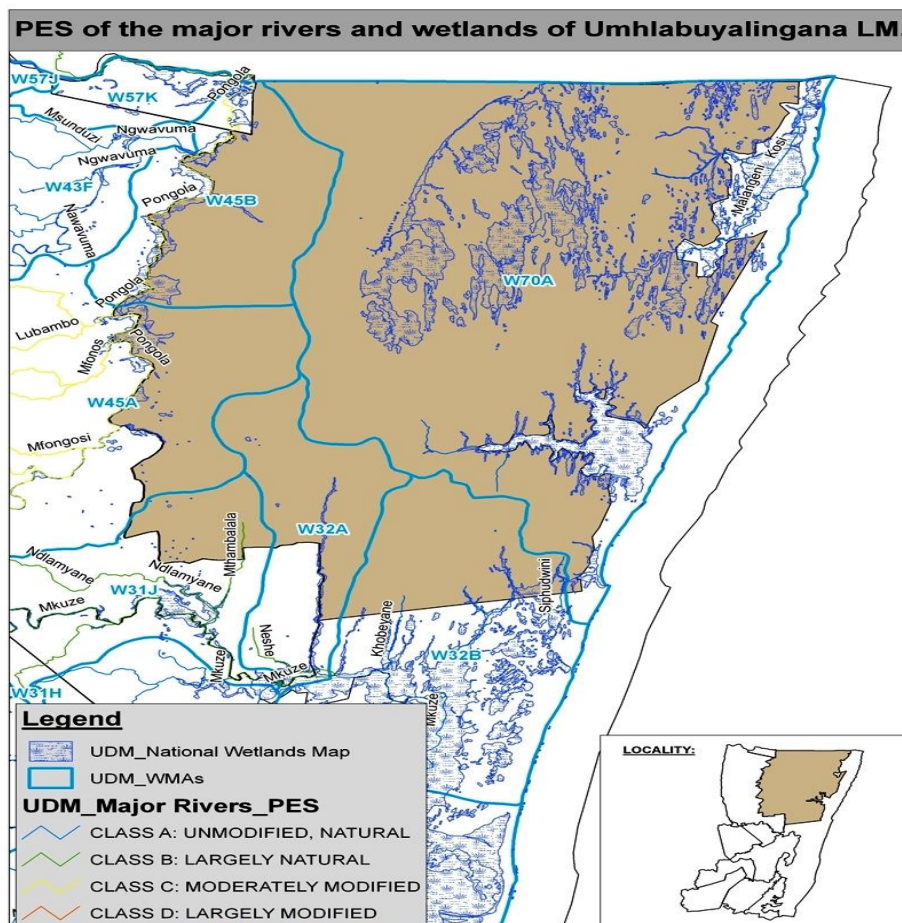 PES of the major rivers and wetlands of Umhlabuyalingana LM.
W57J
W57K
Pongola
Msunduzi
Ngwavuma
Ngwavuma
W43F
Pongola
W45B
Nawavuma
Malangeni
Kosi
W70A
Pongola
Lubambo
Pongola
Mfonos
W45A
Mfongosi
W32A
Mthambalala
Ndlamyane
Ndlamyane
W31J
Mkuze
Siphudwini
Neshe
Khobeyane
Mkuze
Mkuze
W32B
W31H
Mkuze
Legend
UDM_National Wetlands Map
UDM_WMAs
UDM_Major Rivers_PES
CLASS A: UNMODIFIED, NATURAL
CLASS B: LARGELY NATURAL
CLASS C: MODERATELY MODIFIED
CLASS D: LARGELY MODIFIED
LOCALITY: